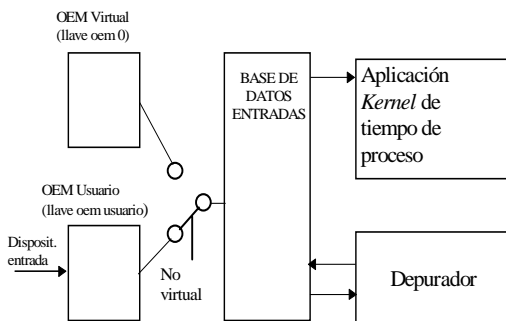 OEM Virtual
(llave oem 0)
BASE DE
DATOS
ENTRADAS
Aplicación
Kernel de
tiempo de
proceso
OEM Usuario
(llave oem usuario)
Disposit.
entrada
No
virtual
Depurador